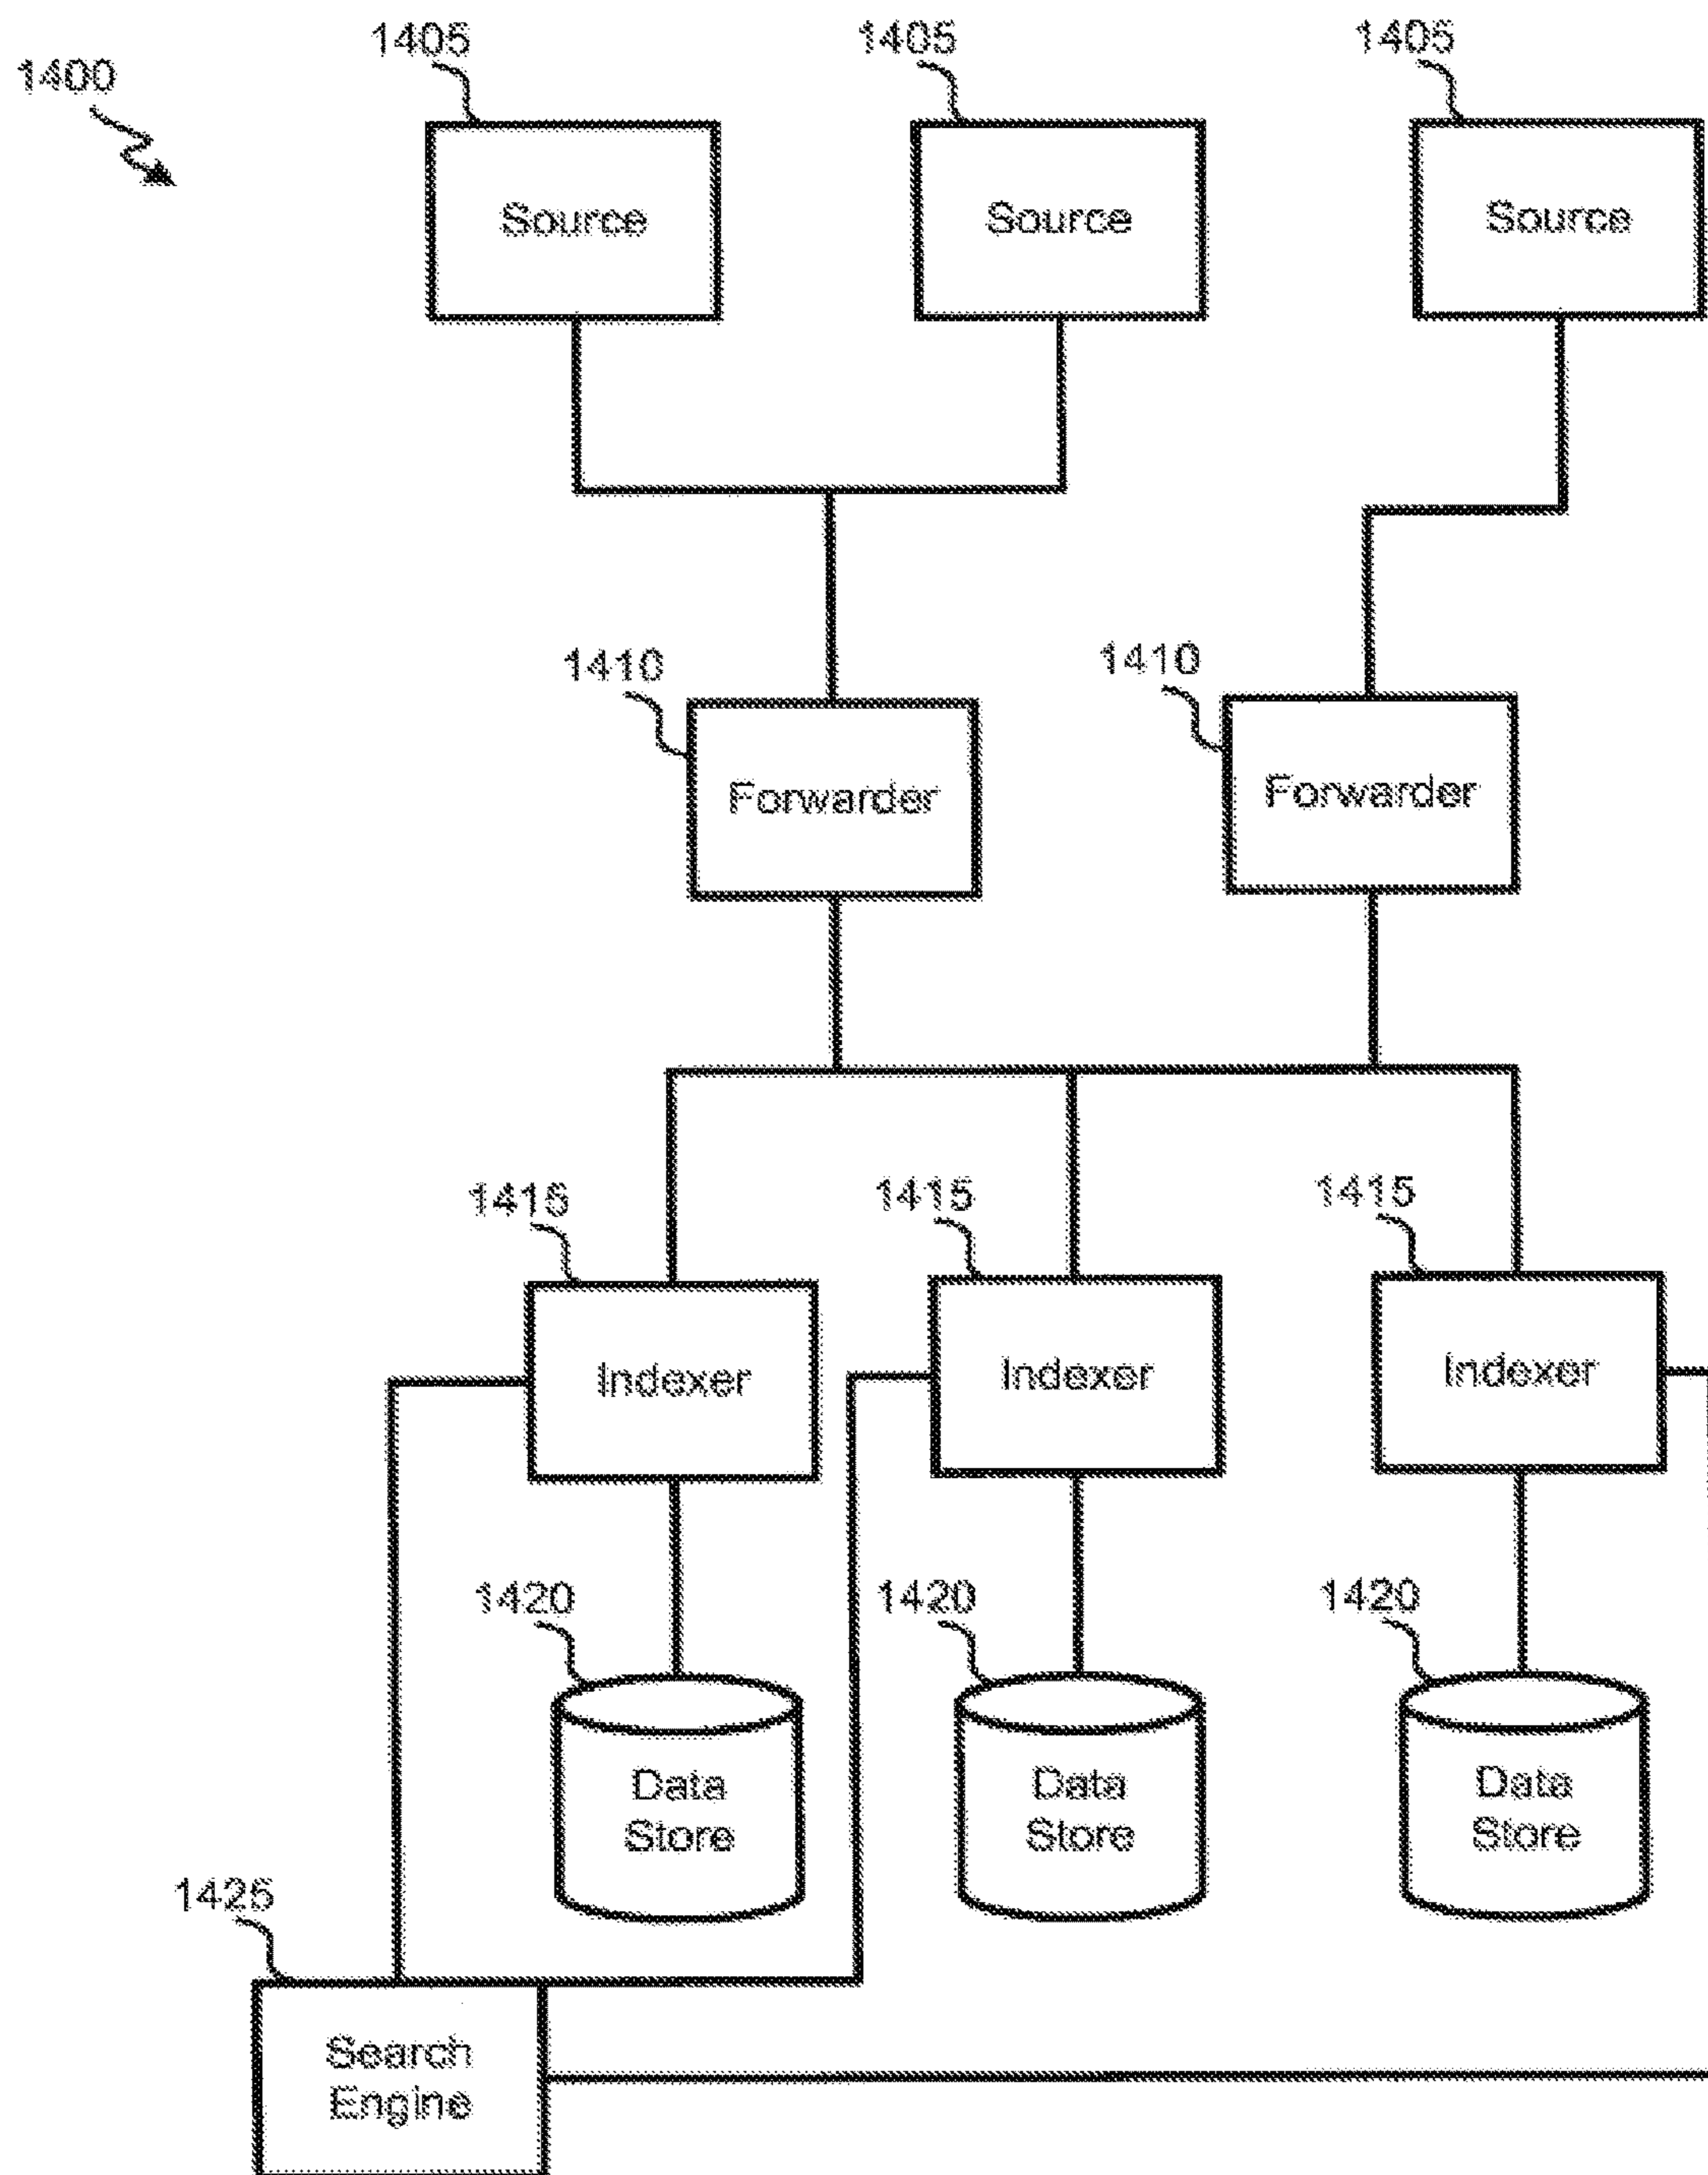 1400
1405
1405
1405
Source
Source
Source
1410
1410
Forwarder
Forwarder
1415
1415
1415
Indexer
Indexer
Indexer
1420
1420
1420
Data
Store
Data
Store
Data
Store
1425
Search
Engine